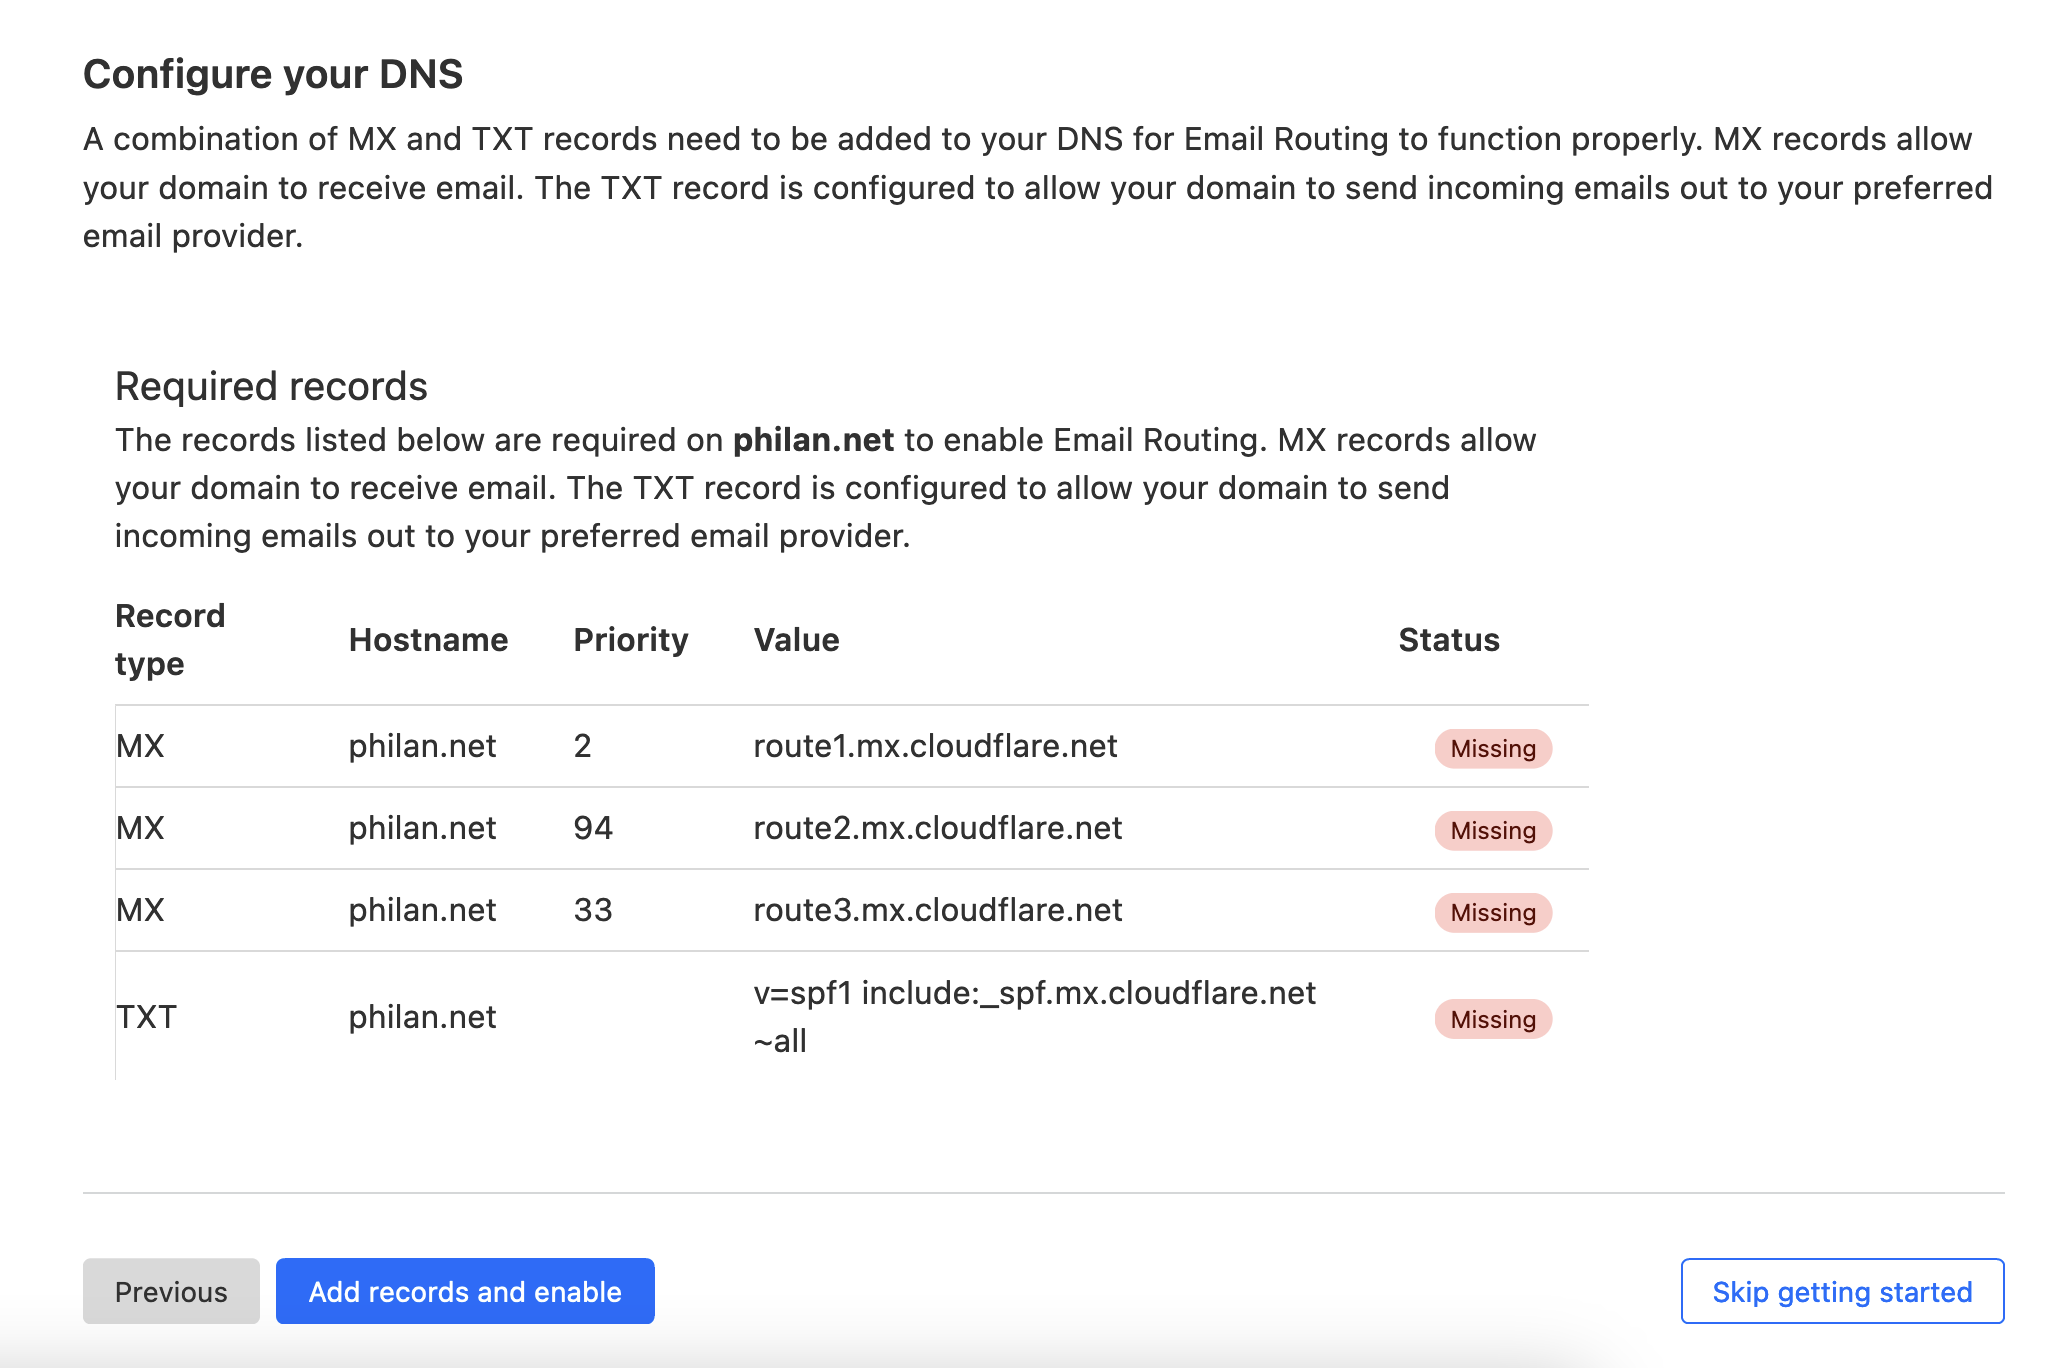 Configure your DNS
A combination of MX and TXT records need to be added to your DNS for Email Routing to function properly. MX records allow
your domain to receive email. The TXT record is configured to allow your domain to send incoming emails out to your preferred
email provider.
Required records
The records listed below are required on philan.net to enable Email Routing. MX records allow
your domain to receive email. The TXT record is configured to allow your domain to send
incoming emails out to your preferred email provider.
Record type Hostname Priority Value Status
MX philan.net 2 route1.mx.cloudflare.net Missing
MX philan.net 94 route2.mx.cloudflare.net Missing
MX philan.net 33 route3.mx.cloudflare.net Missing
TXT philan.net v=spf1 include:_spf.mx.cloudflare.net ~all Missing
Previous Add records and enable Skip getting started